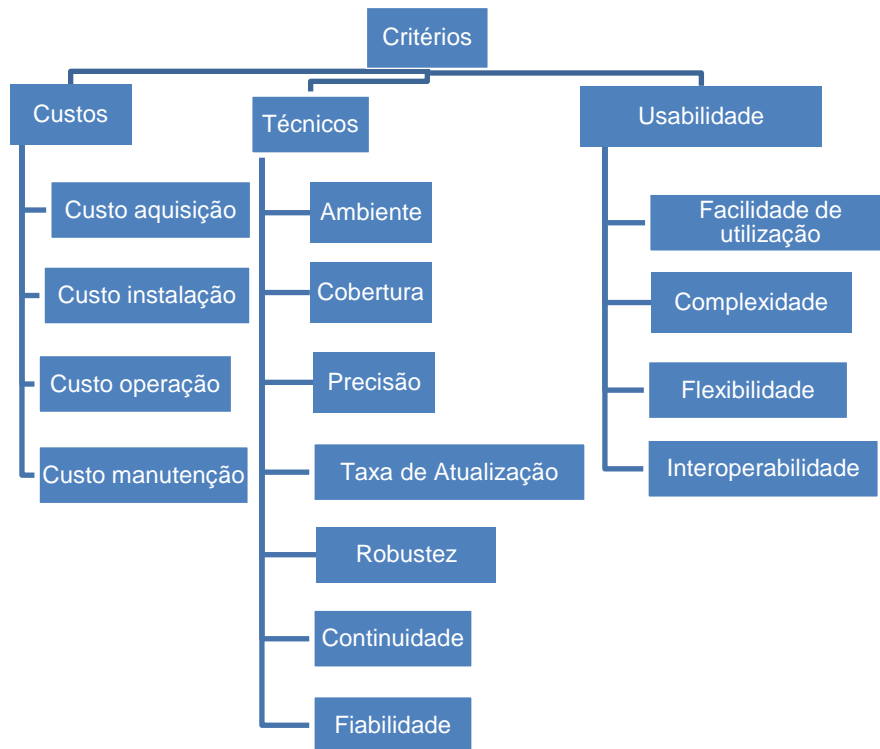 Critérios
Custos
Custo aquisição
Custo instalação
Custo operação
Custo manutenção
Técnicos
Ambiente
Cobertura
Precisão
Taxa de Atualização
Robustez
Continuidade
Fiabilidade
Usabilidade
Facilidade de
utilização
Complexidade
Flexibilidade
Interoperabilidade